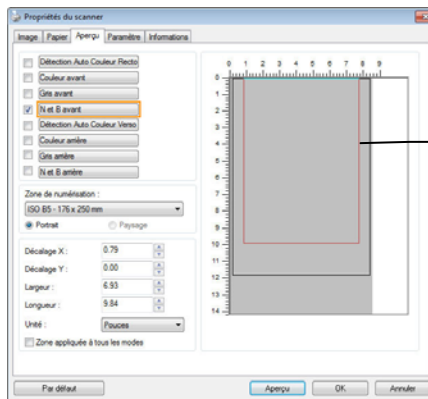 Propriétés du scanner
Image Papier Aperçu Paramètre Informations
Détection Auto Couleur Recto
Couleur avant
Gris avant
N et B avant
Détection Auto Couleur Verso
Couleur arrière
Gris arrière
N et B arrière
Zone de numérisation :
ISO B5 - 176 x 250 mm
Portrait Paysage
Décalage X : 0.79
Décalage Y : 0.00
Largeur : 6.93
Longueur : 9.84
Unité : Pouces
Zone appliquée à tous les modes
0 1 2 3 4 5 6 7 8 9
0
1
2
3
4
5
6
7
8
9
10
11
12
13
14
Par défaut Aperçu OK Annuler